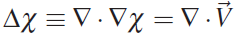 Δχ ≡ ∇ · ∇χ = ∇ · V⃗